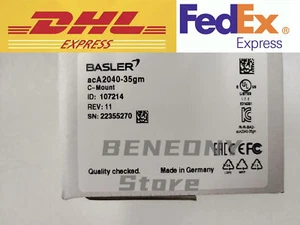 DHL
EXPRESS
FedEx
Express
BASLER
acA2040-35gm
C-Mount
ID: 107214
REV: 11
SN: 22355270
BENEONY
Store
Quality checked.
Made in Germany